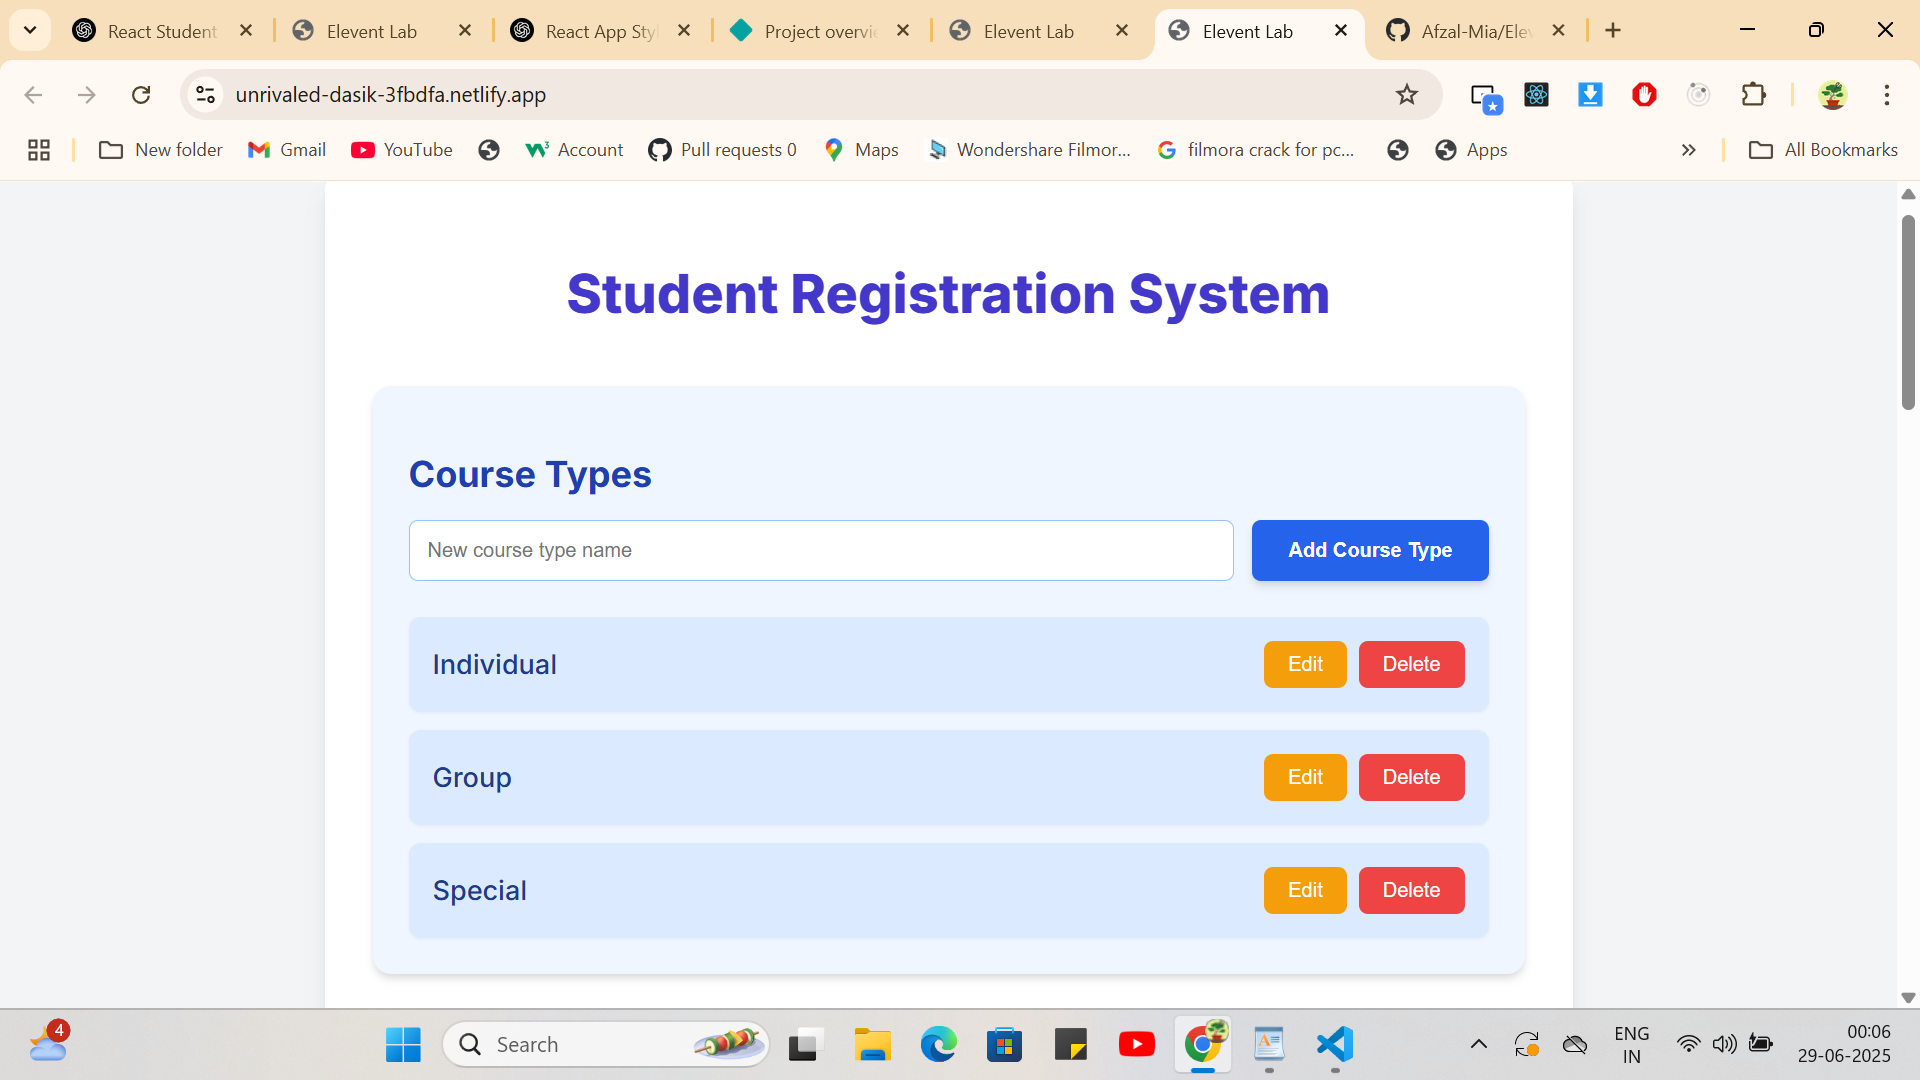 React Student
Elevent Lab
React App Sty
Project overvie
Elevent Lab
Elevent Lab
Afzal-Mia/Elev
unrivaled-dasik-3fbdfa.netlify.app
New folder
Gmail
YouTube
Account
Pull requests 0
Maps
Wondershare Filmor...
filmora crack for pc...
Apps
All Bookmarks
Student Registration System
Course Types
New course type name
Add Course Type
Individual
Edit
Delete
Group
Edit
Delete
Special
Edit
Delete
4
Search
ENG
IN
00:06
29-06-2025